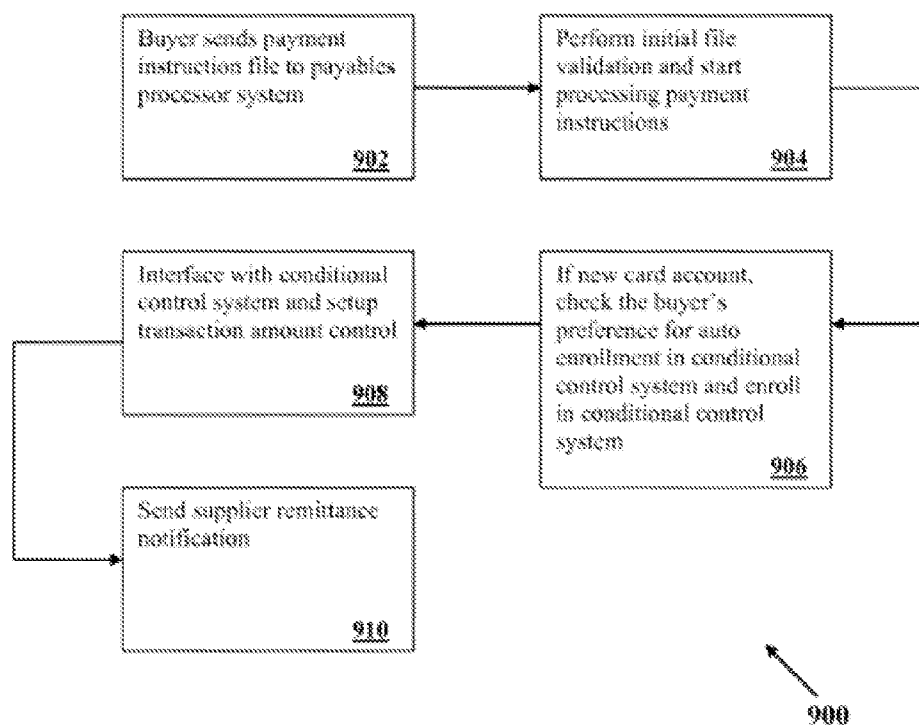 Buyer sends payment
instruction file to payables
processor system
902
Perform initial file
validation and start
processing payment
instructions
904
If new card account,
check the buyer's
preference for auto
enrollment in conditional
control system and enroll
in conditional control
system
906
Interface with conditional
control system and setup
transaction amount control
908
Send supplier remittance
notification
910
900